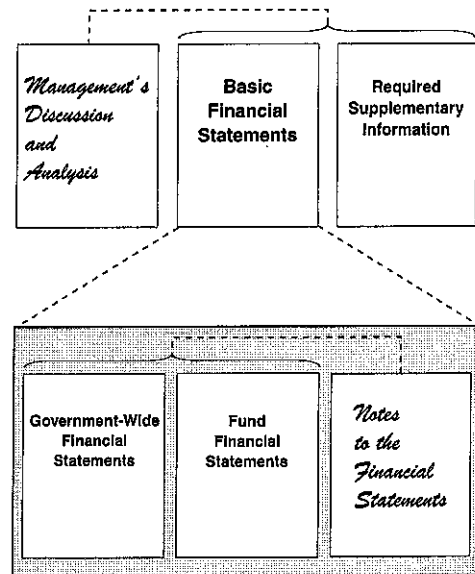 Management's
Discussion
and
Analysis
Basic
Financial
Statements
Required
Supplementary
Information
Government-Wide
Financial
Statements
Fund
Financial
Statements
Notes
to the
Financial
Statements